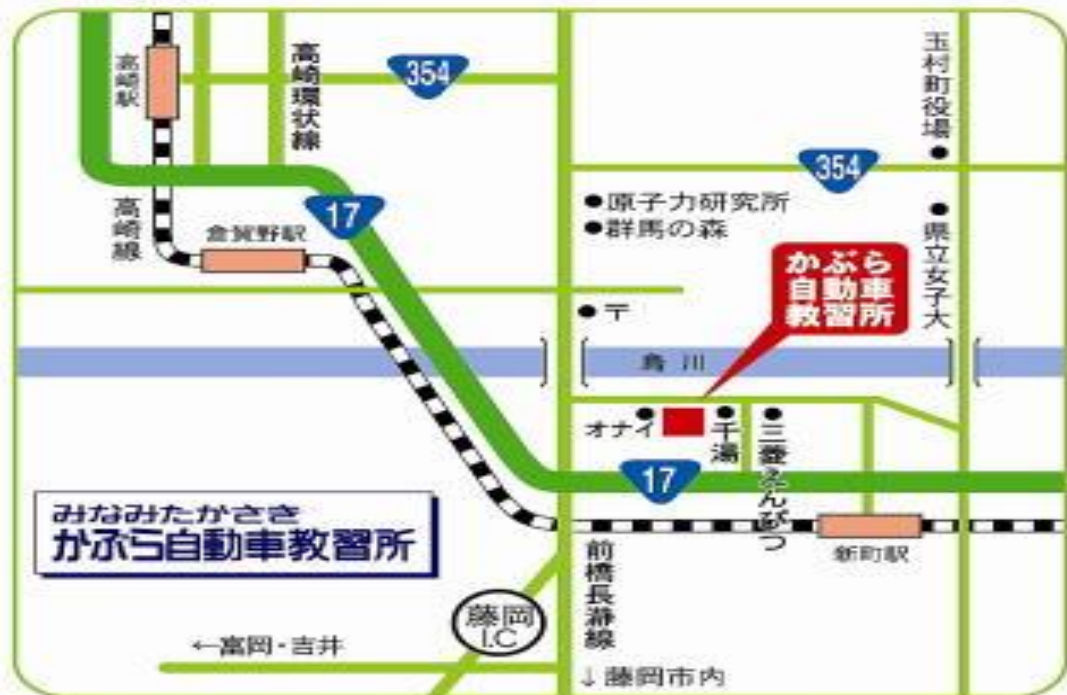 高崎駅
高崎環状線
354
玉村町役場
354
高崎線
17
倉賀野駅
●原子力研究所
●群馬の森
県立女子大
かぶら
自動車
教習所
●〒
烏川
オナイ
千湯
三菱えんぴつ
17
みなみたかさき
かぶら自動車教習所
新町駅
前橋長瀞線
藤岡
I.C
←富岡・吉井
↓藤岡市内